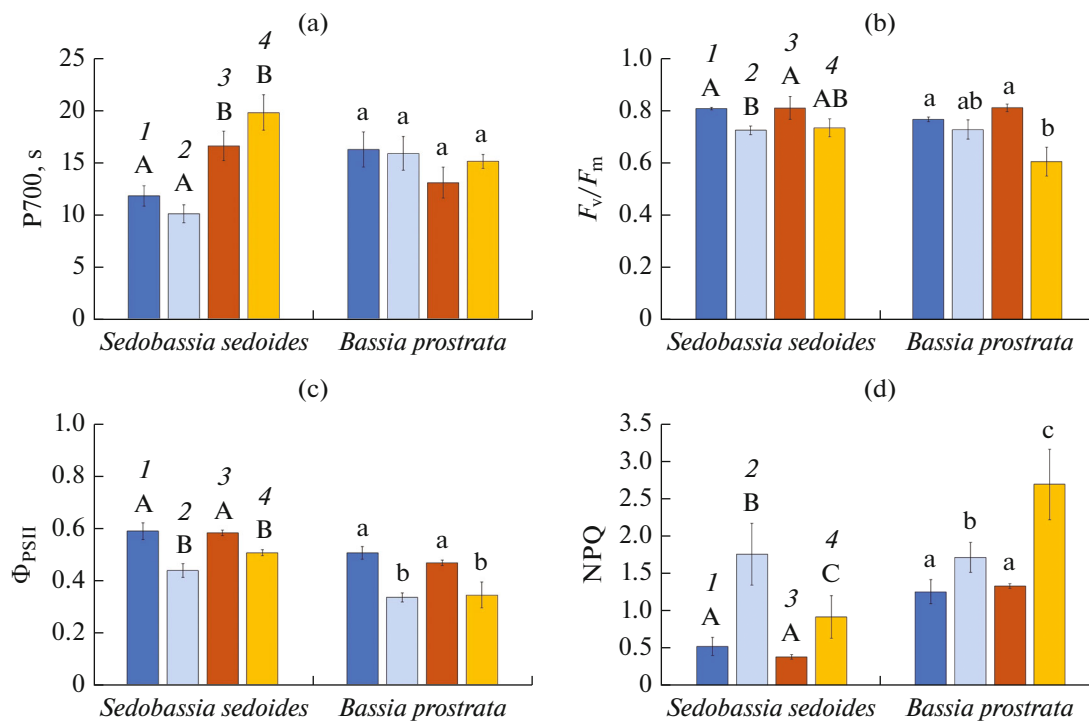 (a)
P700, s
25
20
15
10
5
0
1
A
2
A
3
B
4
B
a
a
a
a
Sedobassia sedoides
Bassia prostrata
(b)
Fv/Fm
1.0
0.8
0.6
0.4
0.2
0
1
A
2
B
3
A
4
AB
a
ab
a
b
Sedobassia sedoides
Bassia prostrata
(c)
ΦPSII
1.0
0.8
0.6
0.4
0.2
0
1
A
2
B
3
A
4
B
a
b
a
b
Sedobassia sedoides
Bassia prostrata
(d)
NPQ
3.5
3.0
2.5
2.0
1.5
1.0
0.5
0
1
A
2
B
3
A
4
C
a
b
a
c
Sedobassia sedoides
Bassia prostrata